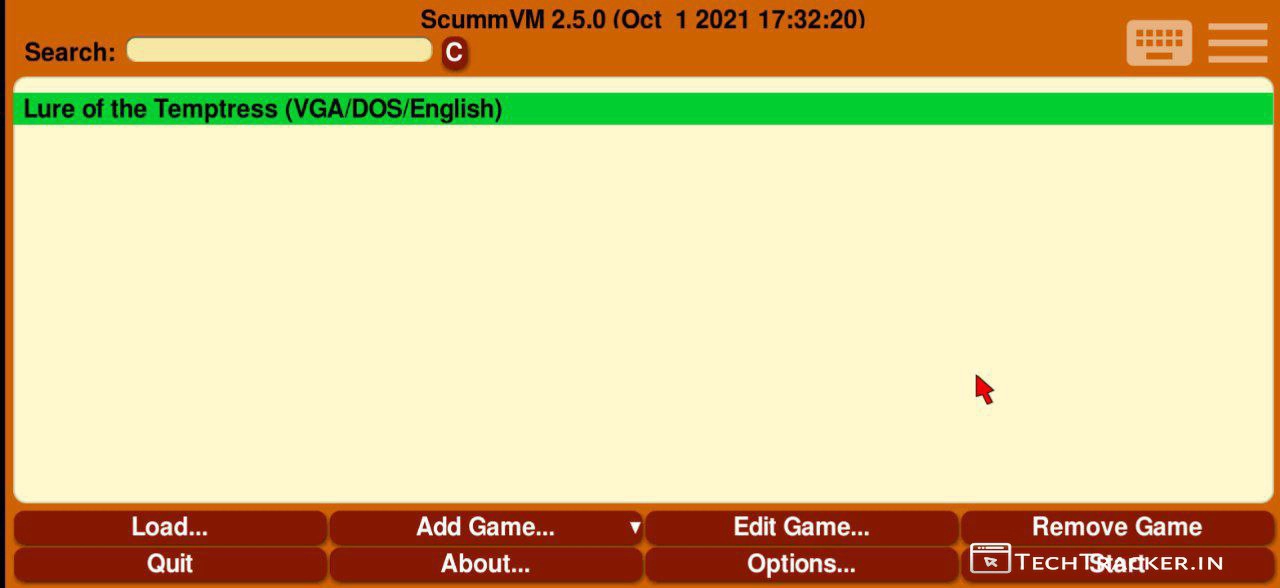 ScummVM 2.5.0 (Oct 1 2021 17:32:20)
Search:
C
Lure of the Temptress (VGA/DOS/English)
Load... Add Game... Edit Game... Remove Game
Quit About... Options... Start
TechTracker.in